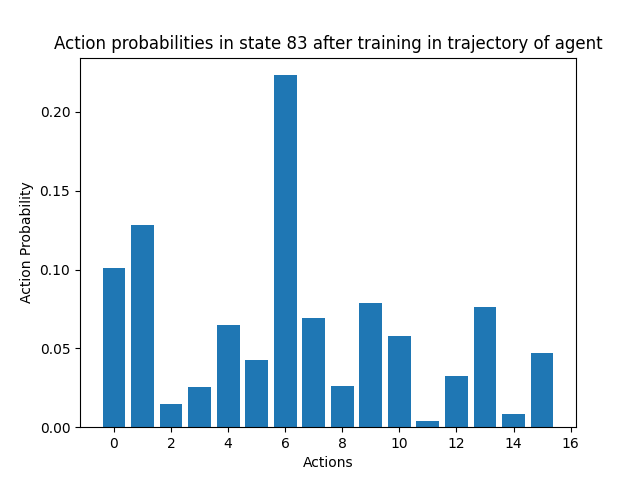 Action probabilities in state 83 after training in trajectory of agent
0.20
0.15
0.10
0.05
0.00
Action Probability
0 2 4 6 8 10 12 14 16
Actions